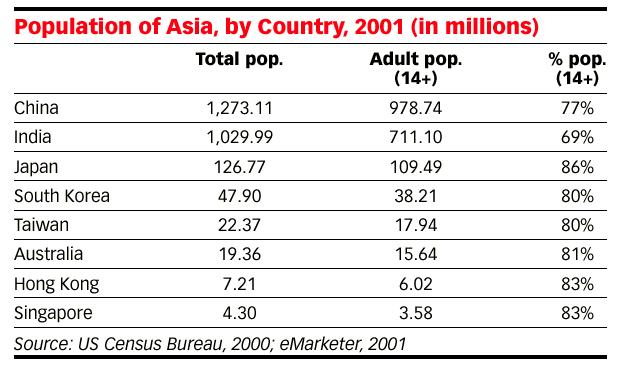 Population of Asia, by Country, 2001 (in millions)
Total pop. Adult pop. % pop.
(14+) (14+)
China 1,273.11 978.74 77%
India 1,029.99 711.10 69%
Japan 126.77 109.49 86%
South Korea 47.90 38.21 80%
Taiwan 22.37 17.94 80%
Australia 19.36 15.64 81%
Hong Kong 7.21 6.02 83%
Singapore 4.30 3.58 83%
Source: US Census Bureau, 2000; eMarketer, 2001